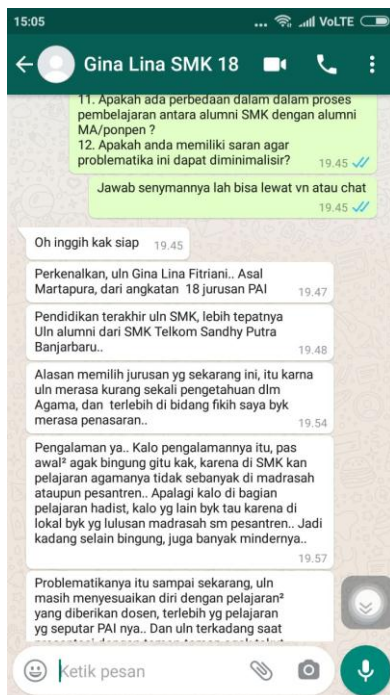 15:05
... VoLTE
Gina Lina SMK 18
11. Apakah ada perbedaan dalam dalam proses
pembelajaran antara alumni SMK dengan alumni
MA/ponpen ?
12. Apakah anda memiliki saran agar
problematika ini dapat diminimalisir?
19.45
Jawab senymannya lah bisa lewat vn atau chat
19.45
Oh inggih kak siap
19.45
Perkenalkan, uln Gina Lina Fitriani.. Asal
Martapura, dari angkatan 18 jurusan PAI
19.47
Pendidikan terakhir uln SMK, lebih tepatnya
Uln alumni dari SMK Telkom Sandhy Putra
Banjarbaru..
19.48
Alasan memilih jurusan yg sekarang ini, itu karna
uln merasa kurang sekali pengetahuan dlm
Agama, dan terlebih di bidang fikih saya byk
merasa penasaran..
19.54
Pengalaman ya.. Kalo pengalamannya itu, pas
awal² agak bingung gitu kak, karena di SMK kan
pelajaran agamanya tidak sebanyak di madrasah
ataupun pesantren.. Apalagi kalo di bagian
pelajaran hadist, kalo yg lain byk tau karena di
lokal byk yg lulusan madrasah sm pesantren.. Jadi
kadang selain bingung, juga banyak mindernya..
19.57
Problematikanya itu sampai sekarang, uln
masih menyesuaikan diri dengan pelajaran²
yang diberikan dosen, terlebih yg pelajaran
yg seputar PAI nya.. Dan uln terkadang saat
Ketik pesan